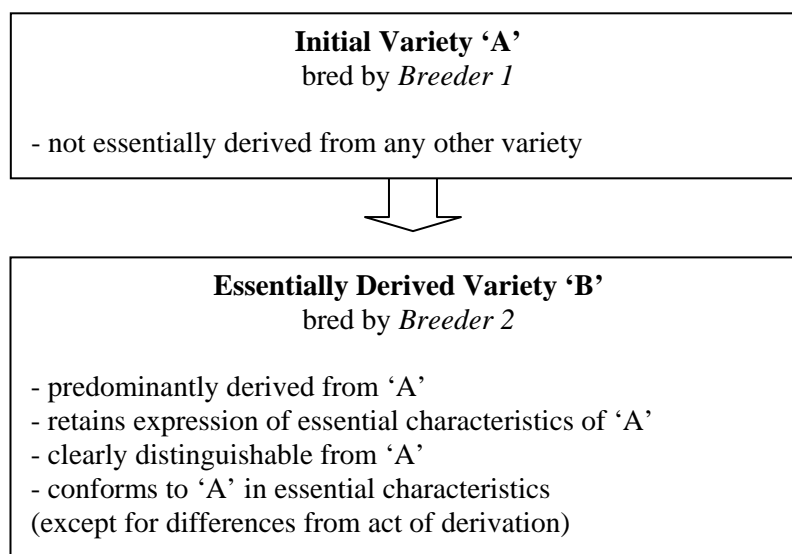 Initial Variety ‘A’
bred by Breeder 1
- not essentially derived from any other variety
Essentially Derived Variety ‘B’
bred by Breeder 2
- predominantly derived from ‘A’
- retains expression of essential characteristics of ‘A’
- clearly distinguishable from ‘A’
- conforms to ‘A’ in essential characteristics
(except for differences from act of derivation)